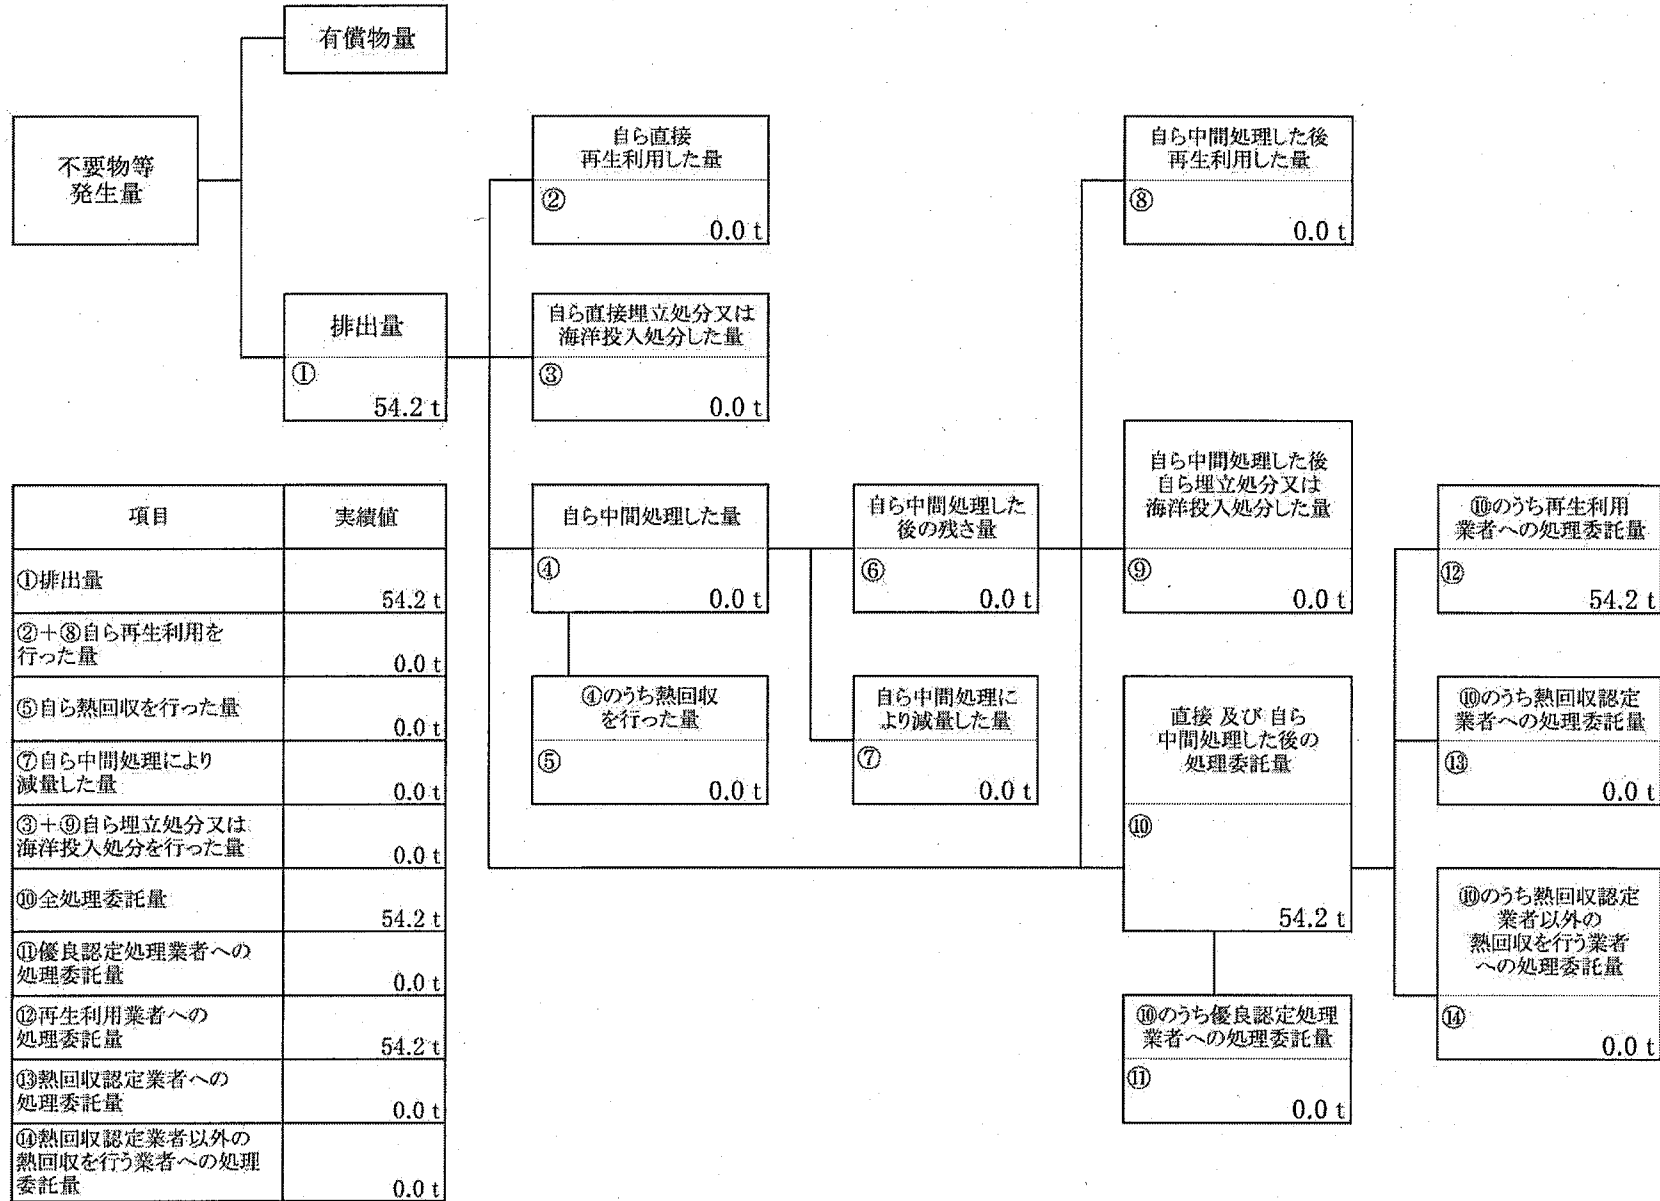 有償物量
不要物等
発生量
排出量
①
54.2 t
自ら直接
再生利用した量
②
0.0 t
自ら直接埋立処分又は
海洋投入処分した量
③
0.0 t
自ら中間処理した量
④
0.0 t
④のうち熱回収
を行った量
⑤
0.0 t
自ら中間処理した
後の残さ量
⑥
0.0 t
自ら中間処理に
より減量した量
⑦
0.0 t
自ら中間処理した後
再生利用した量
⑧
0.0 t
自ら中間処理した後
自ら埋立処分又は
海洋投入処分した量
⑨
0.0 t
直接 及び 自ら
中間処理した後の
処理委託量
⑩
54.2 t
⑩のうち優良認定処理
業者への処理委託量
⑪
0.0 t
⑩のうち再生利用
業者への処理委託量
⑫
54.2 t
⑩のうち熱回収認定
業者への処理委託量
⑬
0.0 t
⑩のうち熱回収認定
業者以外の
熱回収を行う業者
への処理委託量
⑭
0.0 t
項目 実績値
①排出量
54.2 t
②+⑧自ら再生利用を
行った量
0.0 t
⑤自ら熱回収を行った量
0.0 t
⑦自ら中間処理により
減量した量
0.0 t
③+⑨自ら埋立処分又は
海洋投入処分を行った量
0.0 t
⑩全処理委託量
54.2 t
⑪優良認定処理業者への
処理委託量
0.0 t
⑫再生利用業者への
処理委託量
54.2 t
⑬熱回収認定業者への
処理委託量
0.0 t
⑭熱回収認定業者以外の
熱回収を行う業者への処理
委託量
0.0 t